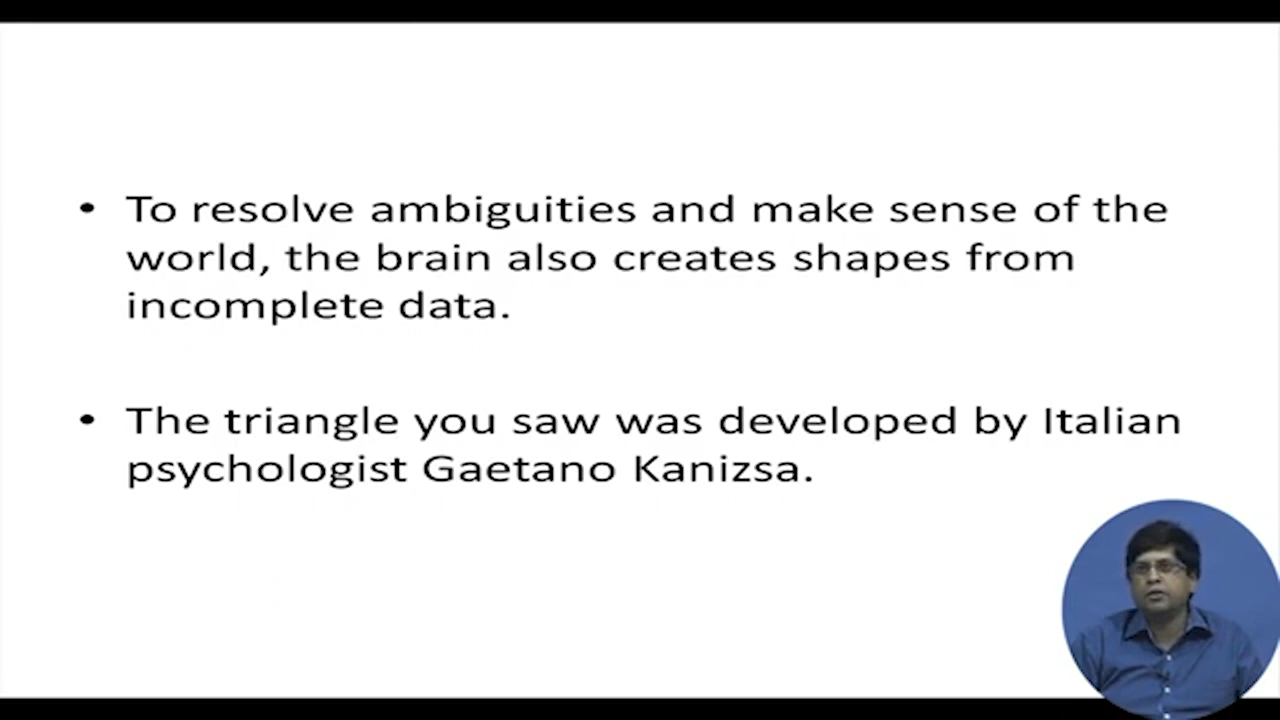 • To resolve ambiguities and make sense of the
world, the brain also creates shapes from
incomplete data.
• The triangle you saw was developed by Italian
psychologist Gaetano Kanizsa.